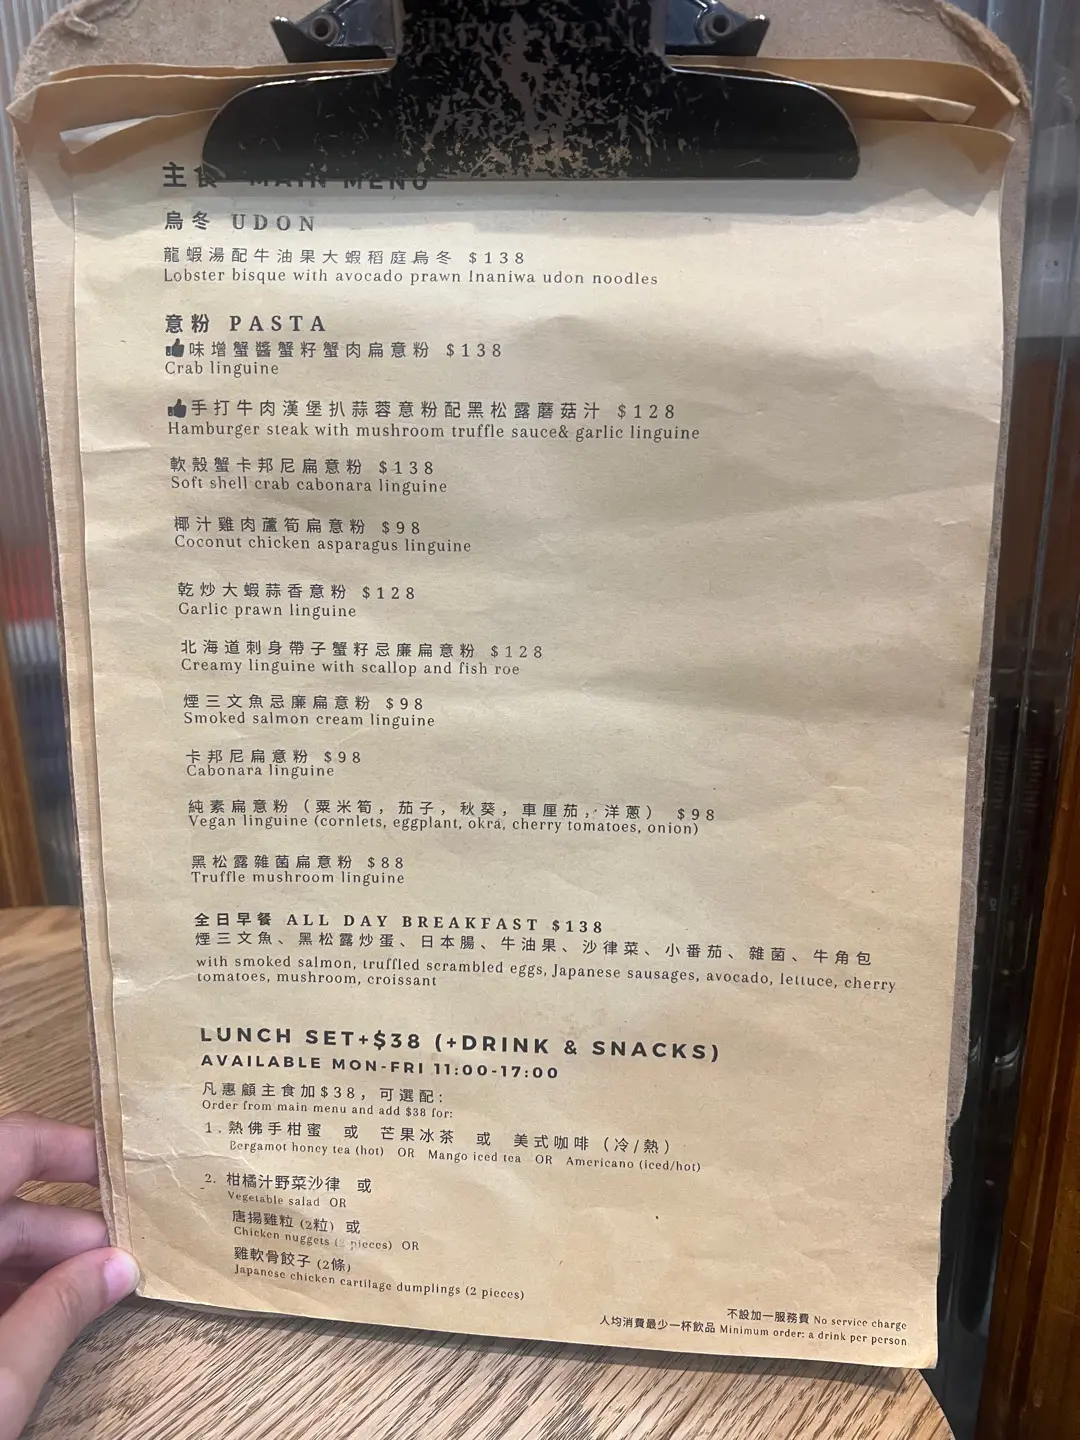 主食 MAIN MENU
烏冬 UDON
龍蝦湯配牛油果大蝦稻庭烏冬 $138
Lobster bisque with avocado prawn Inaniwa udon noodles
意粉 PASTA
味增蟹醬蟹籽蟹肉扁意粉 $138
Crab linguine
手打牛肉漢堡扒蒜蓉意粉配黑松露蘑菇汁 $128
Hamburger steak with mushroom truffle sauce& garlic linguine
軟殼蟹卡邦尼扁意粉 $138
Soft shell crab cabonara linguine
椰汁雞肉蘆筍扁意粉 $98
Coconut chicken asparagus linguine
乾炒大蝦蒜香意粉 $128
Garlic prawn linguine
北海道刺身帶子蟹籽忌廉扁意粉 $128
Creamy linguine with scallop and fish roe
煙三文魚忌廉扁意粉 $98
Smoked salmon cream linguine
卡邦尼扁意粉 $98
Cabonara linguine
純素扁意粉（粟米筍，茄子，秋葵，車厘茄，洋蔥） $98
Vegan linguine (cornlets, eggplant, okra, cherry tomatoes, onion)
黑松露雜菌扁意粉 $88
Truffle mushroom linguine
全日早餐 ALL DAY BREAKFAST $138
煙三文魚、黑松露炒蛋、日本腸、牛油果、沙律菜、小番茄、雜菌、牛角包
with smoked salmon, truffled scrambled eggs, Japanese sausages, avocado, lettuce, cherry
tomatoes, mushroom, croissant
LUNCH SET+$38 (+DRINK & SNACKS)
AVAILABLE MON-FRI 11:00-17:00
凡惠顧主食加$38，可選配：
Order from main menu and add $38 for:
1. 熱佛手柑蜜 或 芒果冰茶 或 美式咖啡（冷/熱）
Bergamot honey tea (hot) OR Mango iced tea OR Americano (iced/hot)
2. 柑橘汁野菜沙律 或
Vegetable salad OR
唐揚雞粒 (2粒) 或
Chicken nuggets (2 pieces) OR
雞軟骨餃子 (2條)
Japanese chicken cartilage dumplings (2 pieces)
不設加一服務費 No service charge
人均消費最少一杯飲品 Minimum order: a drink per person